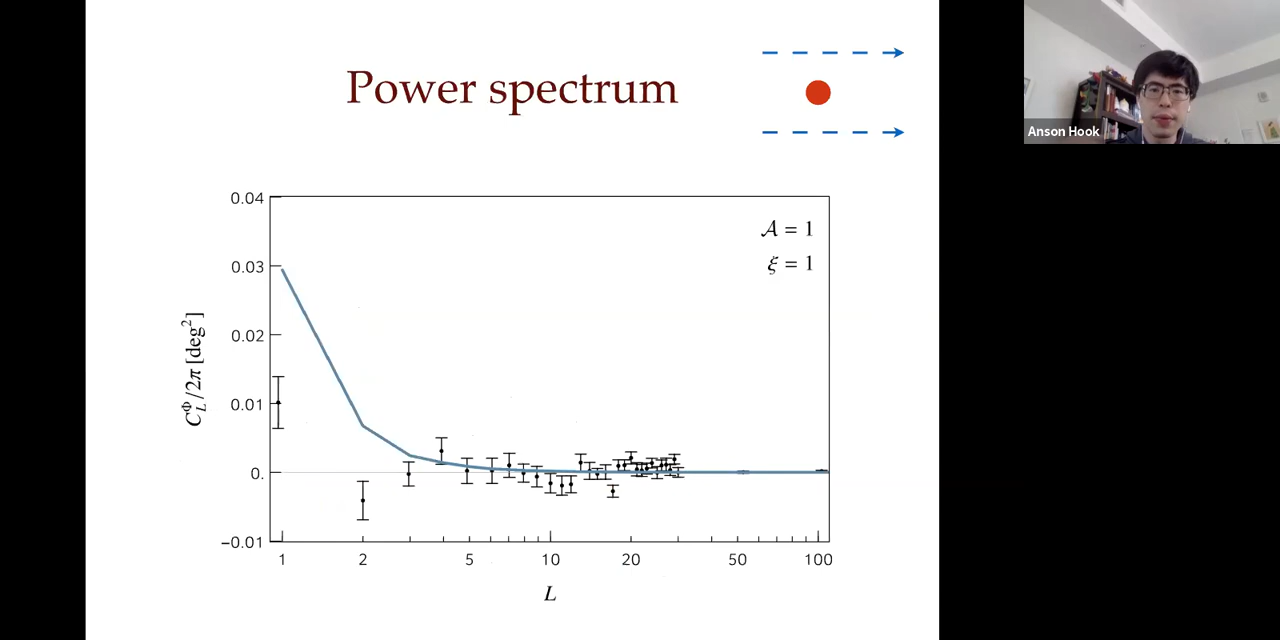 Power spectrum
Anson Hook
0.04
0.03
0.02
0.01
0.
−0.01
C_L^Φ/2π [deg²]
𝒜 = 1
ξ = 1
1 2 5 10 20 50 100
L